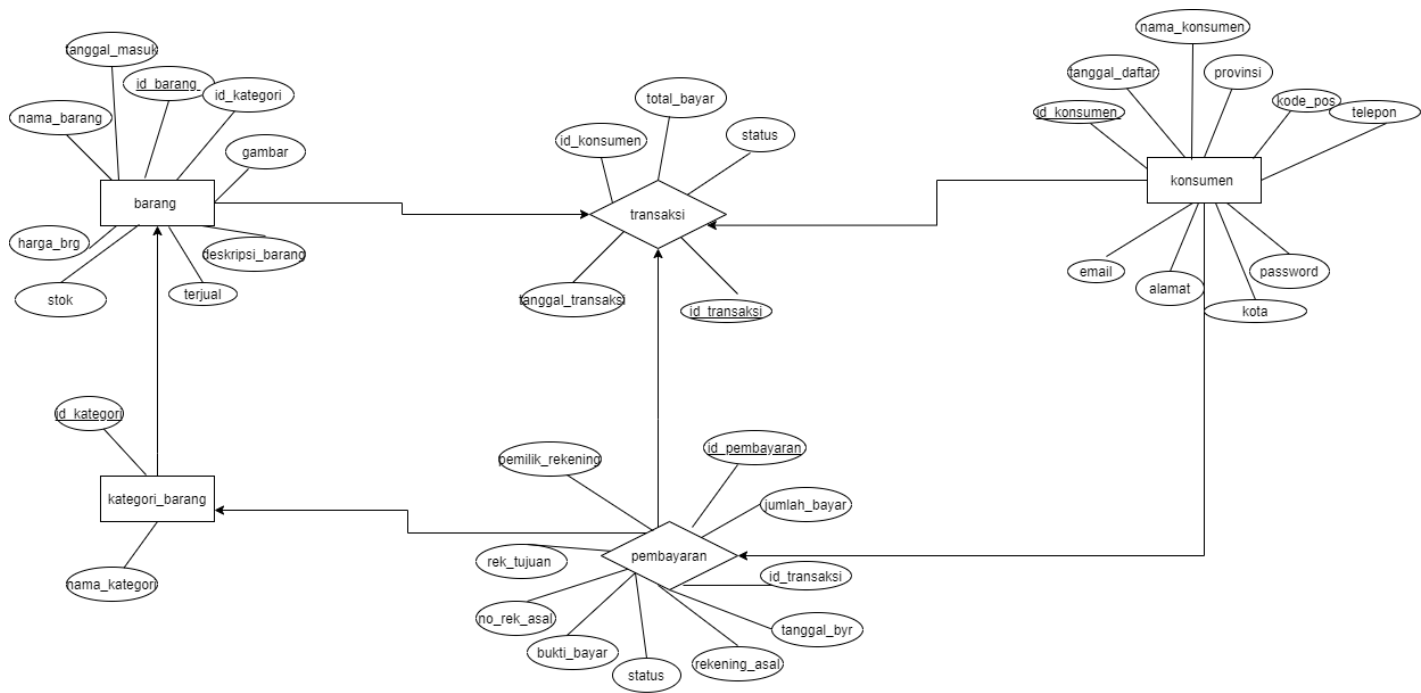 nama_konsumen
tanggal_masuk
id_barang
id_kategori
total_bayar
tanggal_daftar
provinsi
nama_barang
id_konsumen
status
id_konsumen
kode_pos
telepon
gambar
barang
transaksi
konsumen
harga_brg
deskripsi_barang
stok
terjual
tanggal_transaksi
id_transaksi
email
alamat
password
kota
id_kategori
pemilik_rekening
id_pembayaran
kategori_barang
jumlah_bayar
rek_tujuan
pembayaran
id_transaksi
nama_kategori
no_rek_asal
tanggal_byr
bukti_bayar
status
rekening_asal